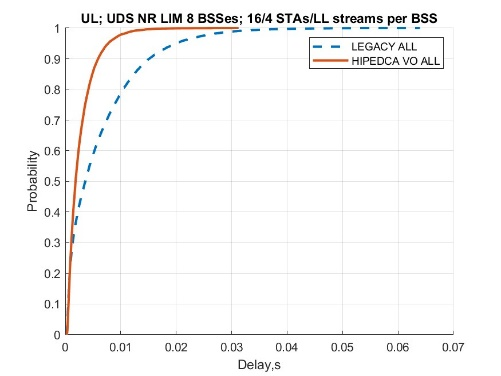 UL; UDS NR LIM 8 BSSes; 16/4 STAs/LL streams per BSS
LEGACY ALL
HIPEDCA VO ALL
1
0.9
0.8
0.7
0.6
0.5
0.4
0.3
0.2
0.1
0
Probability
0 0.01 0.02 0.03 0.04 0.05 0.06 0.07
Delay,s